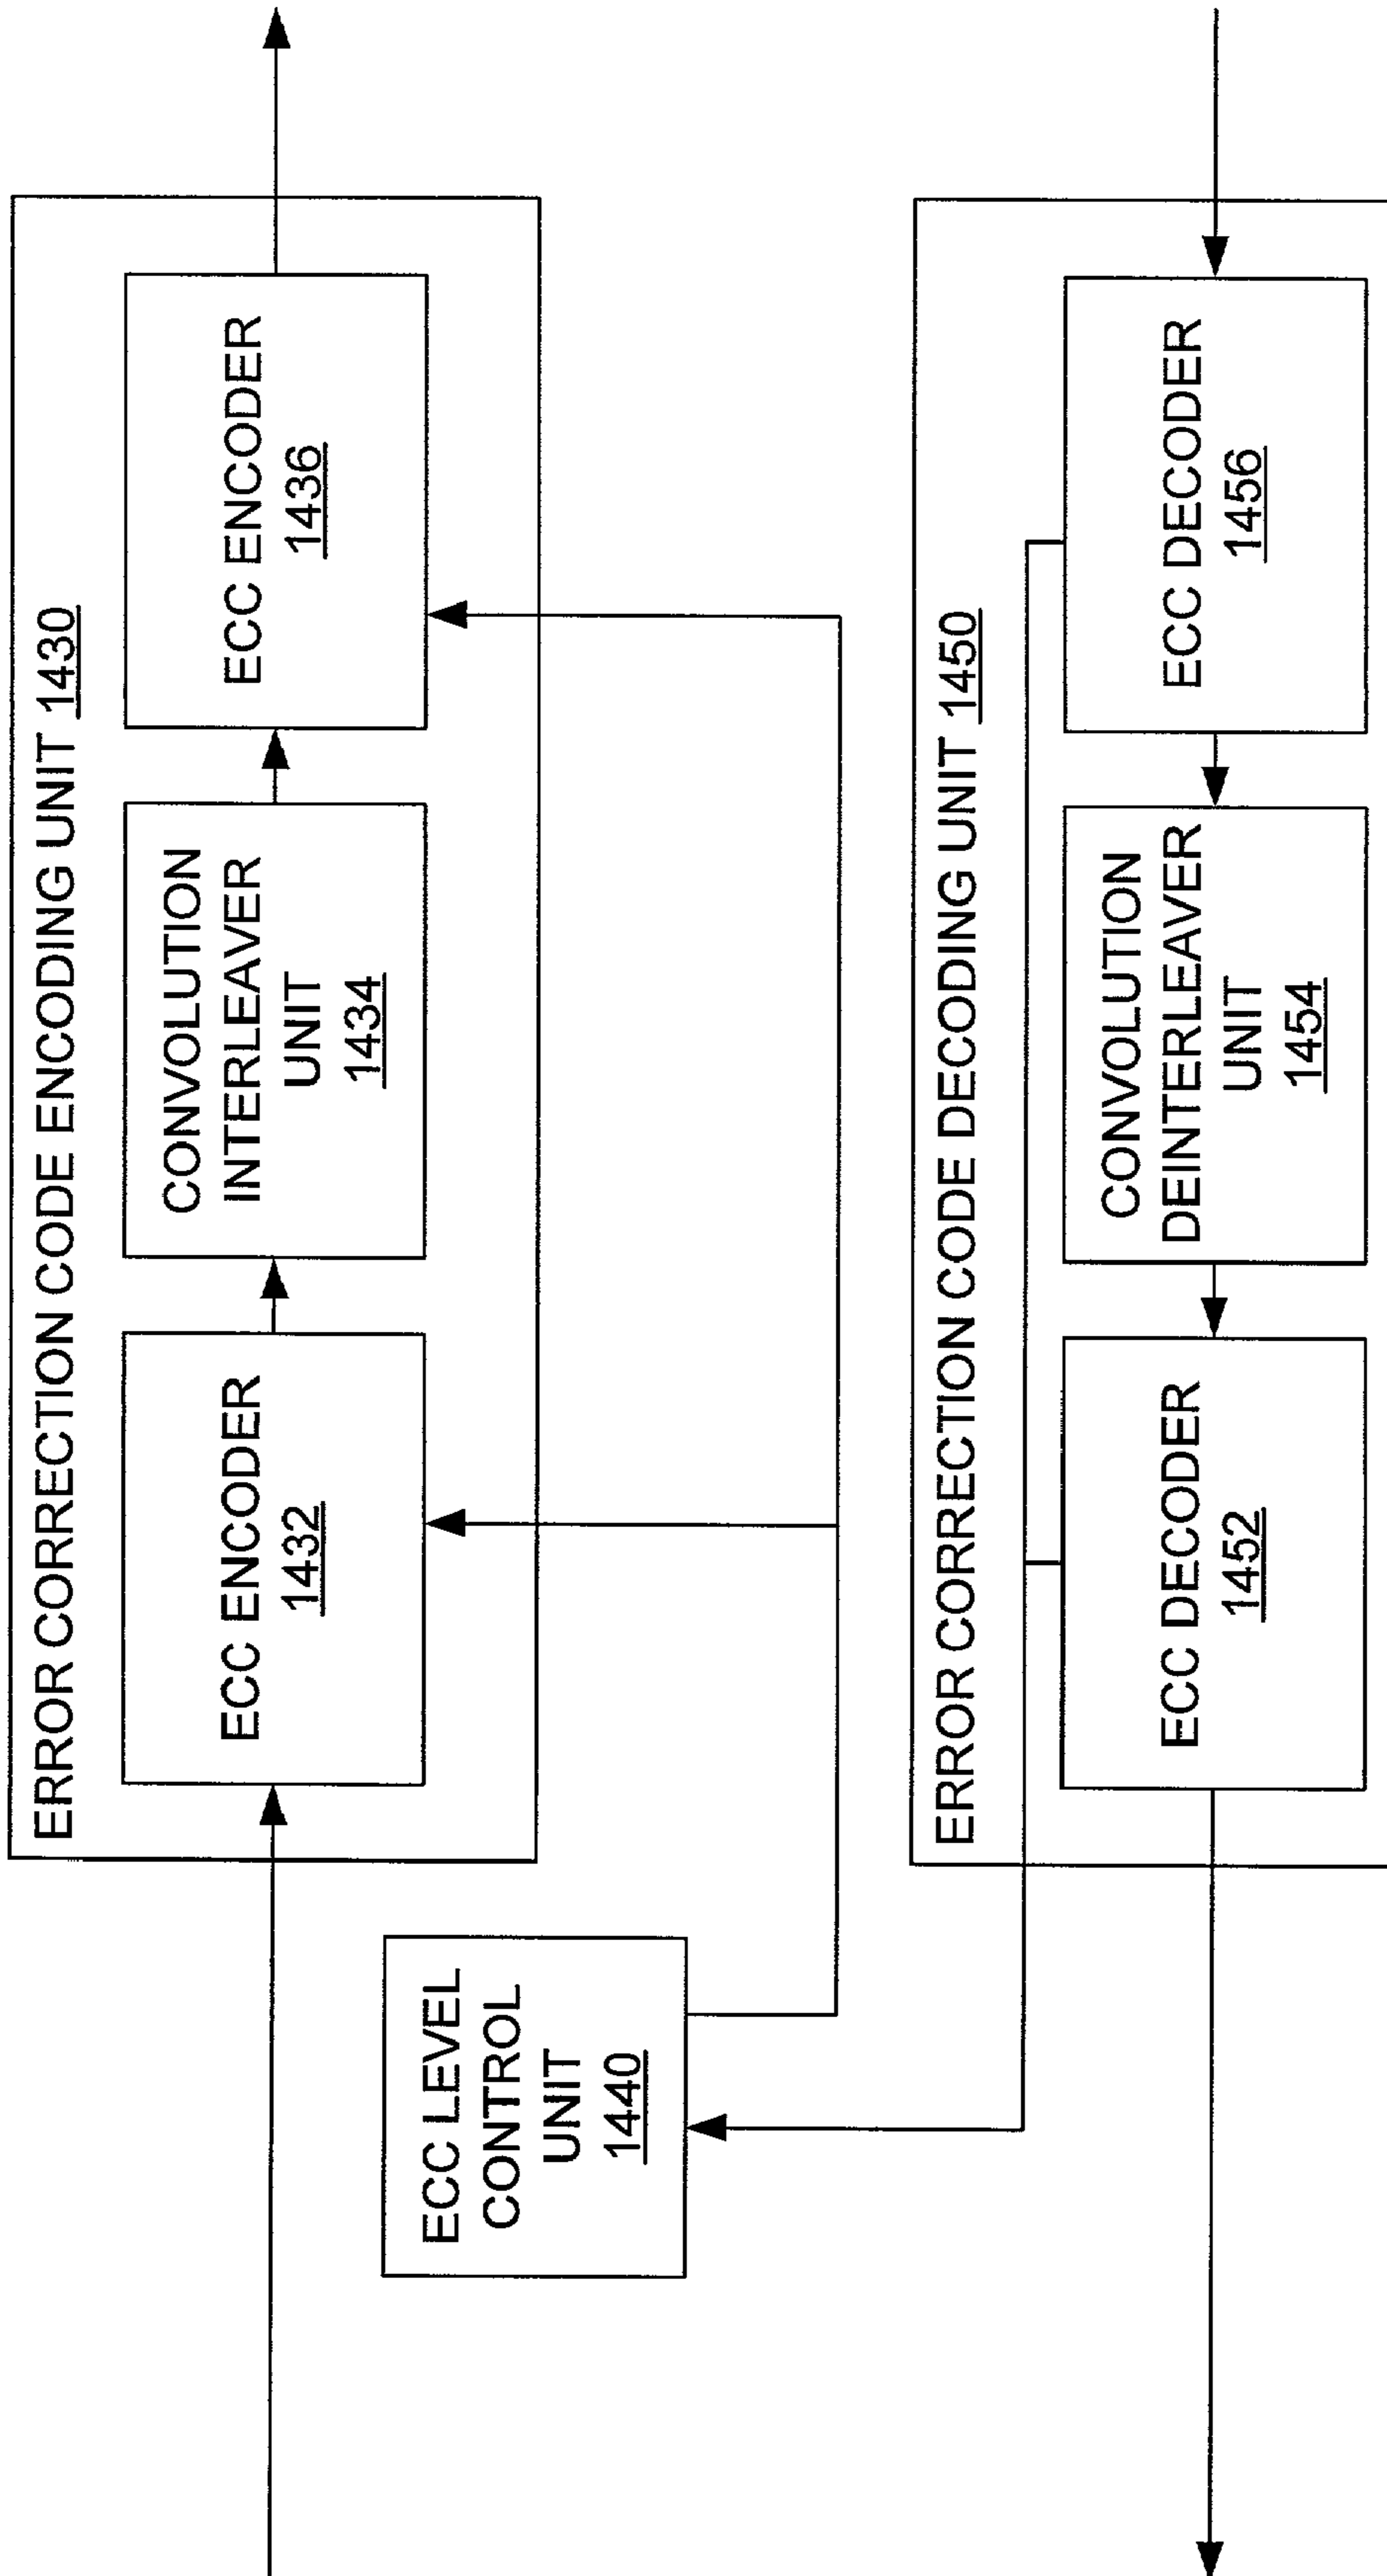 ERROR CORRECTION CODE ENCODING UNIT 1430
ECC ENCODER
1432
CONVOLUTION
INTERLEAVER
UNIT
1434
ECC ENCODER
1436
ECC LEVEL
CONTROL
UNIT
1440
ERROR CORRECTION CODE DECODING UNIT 1450
ECC DECODER
1452
CONVOLUTION
DEINTERLEAVER
UNIT
1454
ECC DECODER
1456